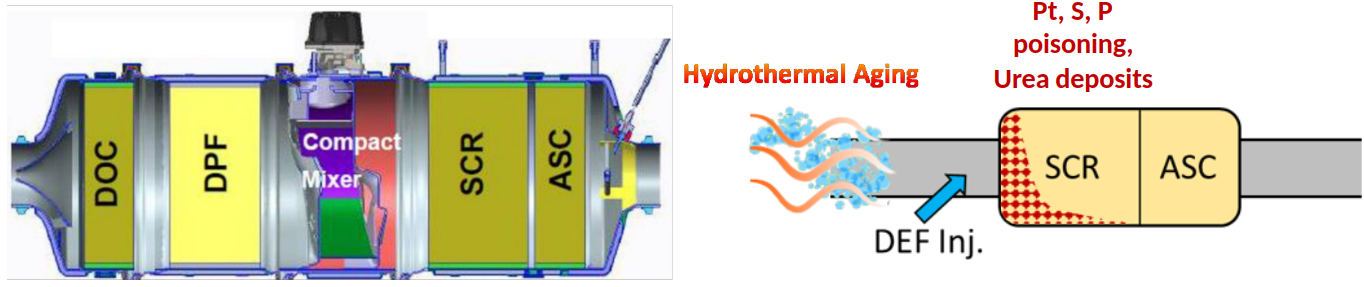 DOC
DPF
Compact
Mixer
SCR
ASC
Hydrothermal Aging
Pt, S, P
poisoning,
Urea deposits
SCR
ASC
DEF Inj.